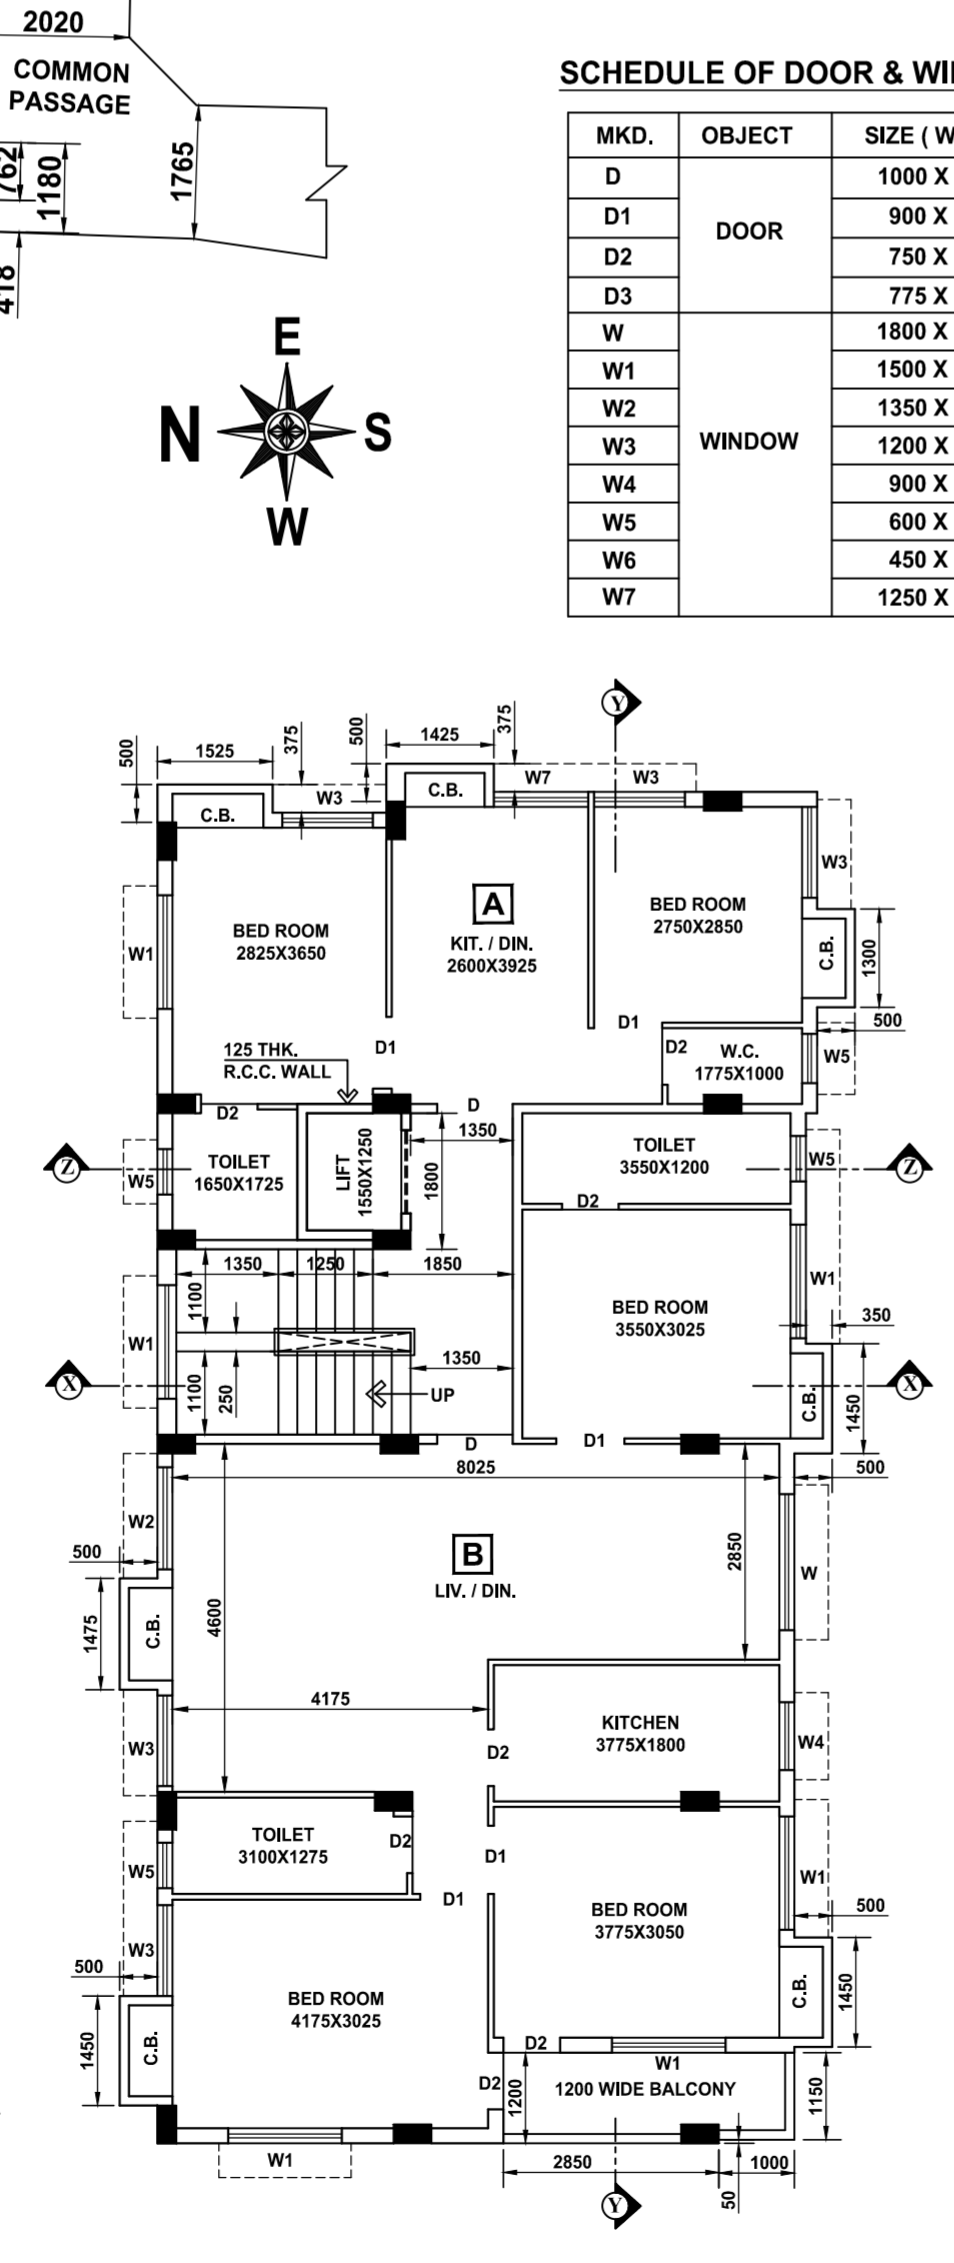 2020
COMMON
PASSAGE
762
1180
1765
418
SCHEDULE OF DOOR &
MKD. OBJECT SIZE ( W
D 1000 X
D1 900 X
DOOR
D2 750 X
D3 775 X
W 1800 X
W1 1500 X
W2 1350 X
W3 1200 X
WINDOW
W4 900 X
W5 600 X
W6 450 X
W7 1250 X
E
N S
W
Y
500
1525
375
500
1425
375
W3
W7
W3
C.B.
C.B.
W3
A
BED ROOM
2825X3650
KIT. / DIN.
2600X3925
BED ROOM
2750X2850
W1
C.B.
1300
500
D1
D1
D2
W.C.
1775X1000
W5
125 THK.
R.C.C. WALL
D2
D
1350
TOILET
1650X1725
LIFT
1550X1250
1800
TOILET
3550X1200
Z
W5
W5
Z
D2
1350
1250
1850
1100
W1
BED ROOM
3550X3025
W1
350
1350
1100
250
UP
X
C.B.
1450
X
D
D1
8025
500
W2
500
B
LIV. / DIN.
2850
W
1475
C.B.
4600
4175
W3
D2
KITCHEN
3775X1800
W4
TOILET
3100X1275
D2
D1
W5
D1
W1
500
W3
BED ROOM
3775X3050
500
BED ROOM
4175X3025
1450
C.B.
C.B.
1450
D2
W1
D2
1200
1200 WIDE BALCONY
1150
W1
2850
1000
50
Y